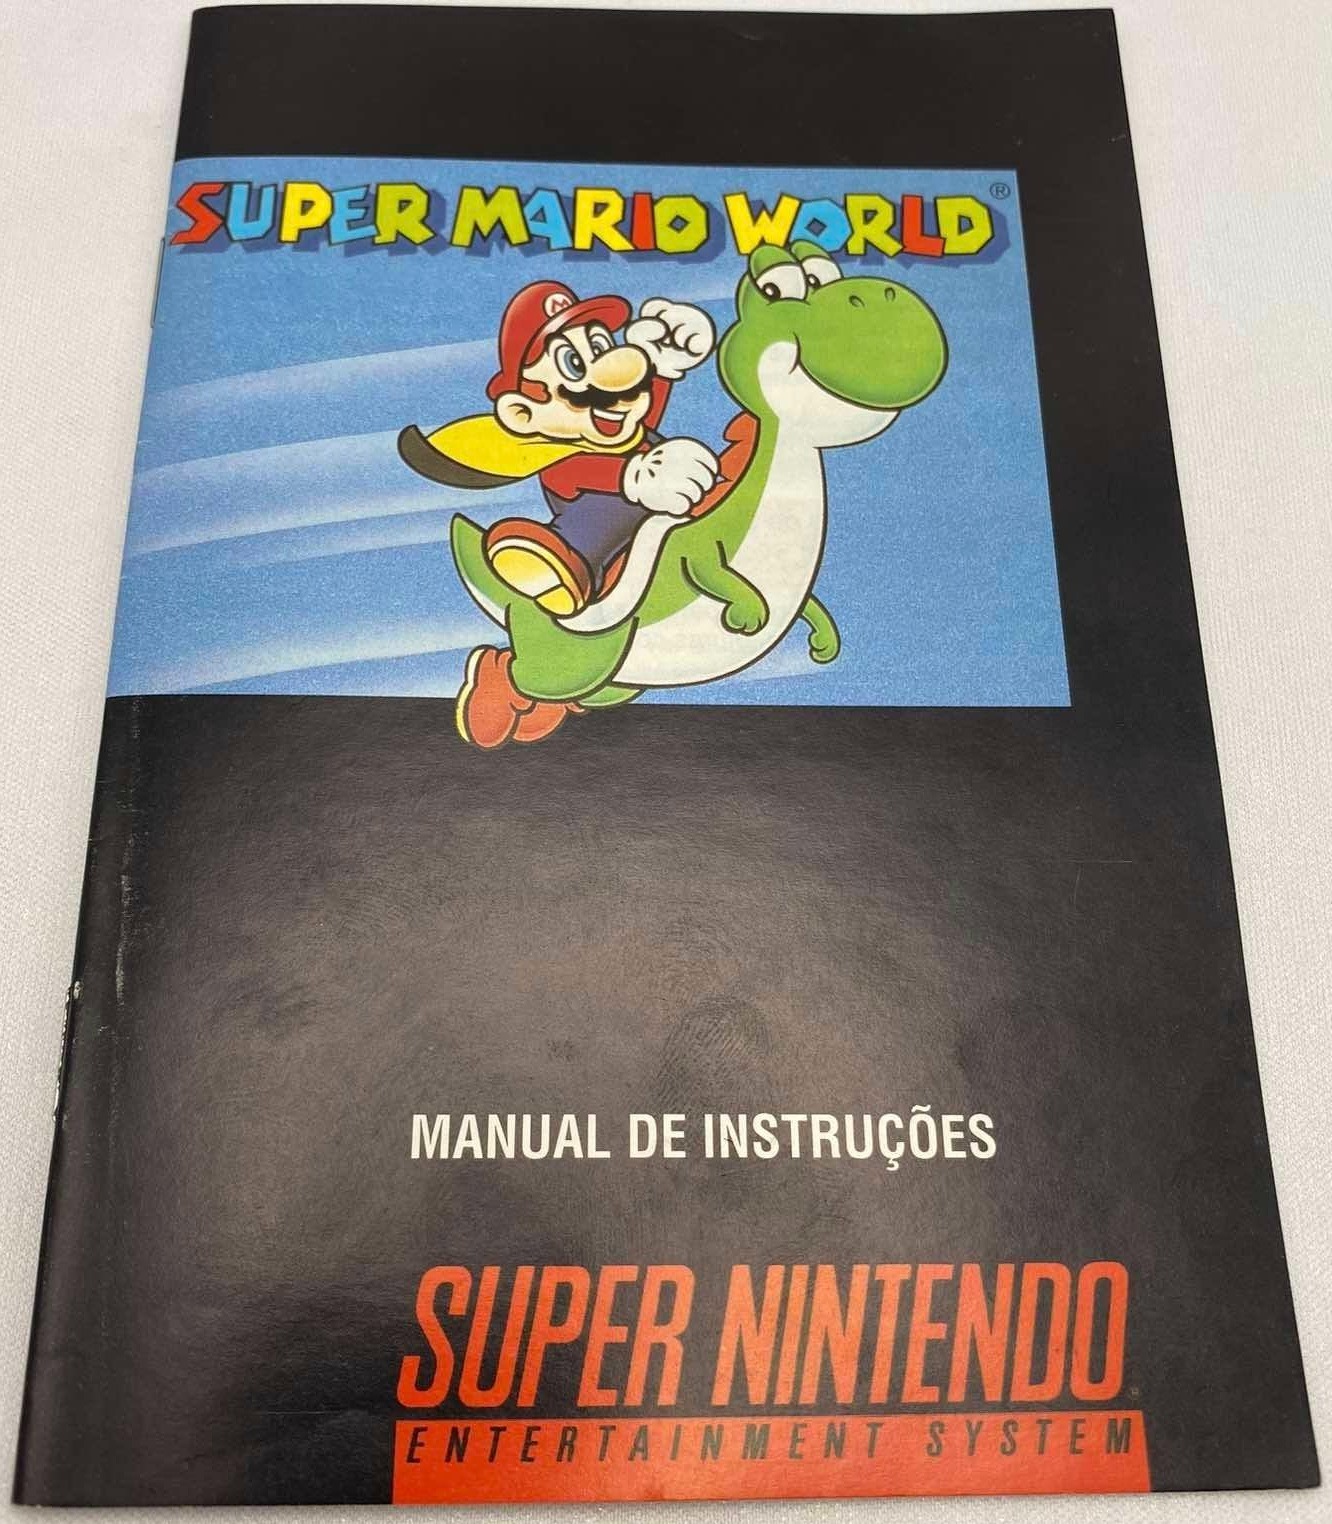 SUPER MARIO WORLD®
M
MANUAL DE INSTRUÇÕES
SUPER NINTENDO
ENTERTAINMENT SYSTEM